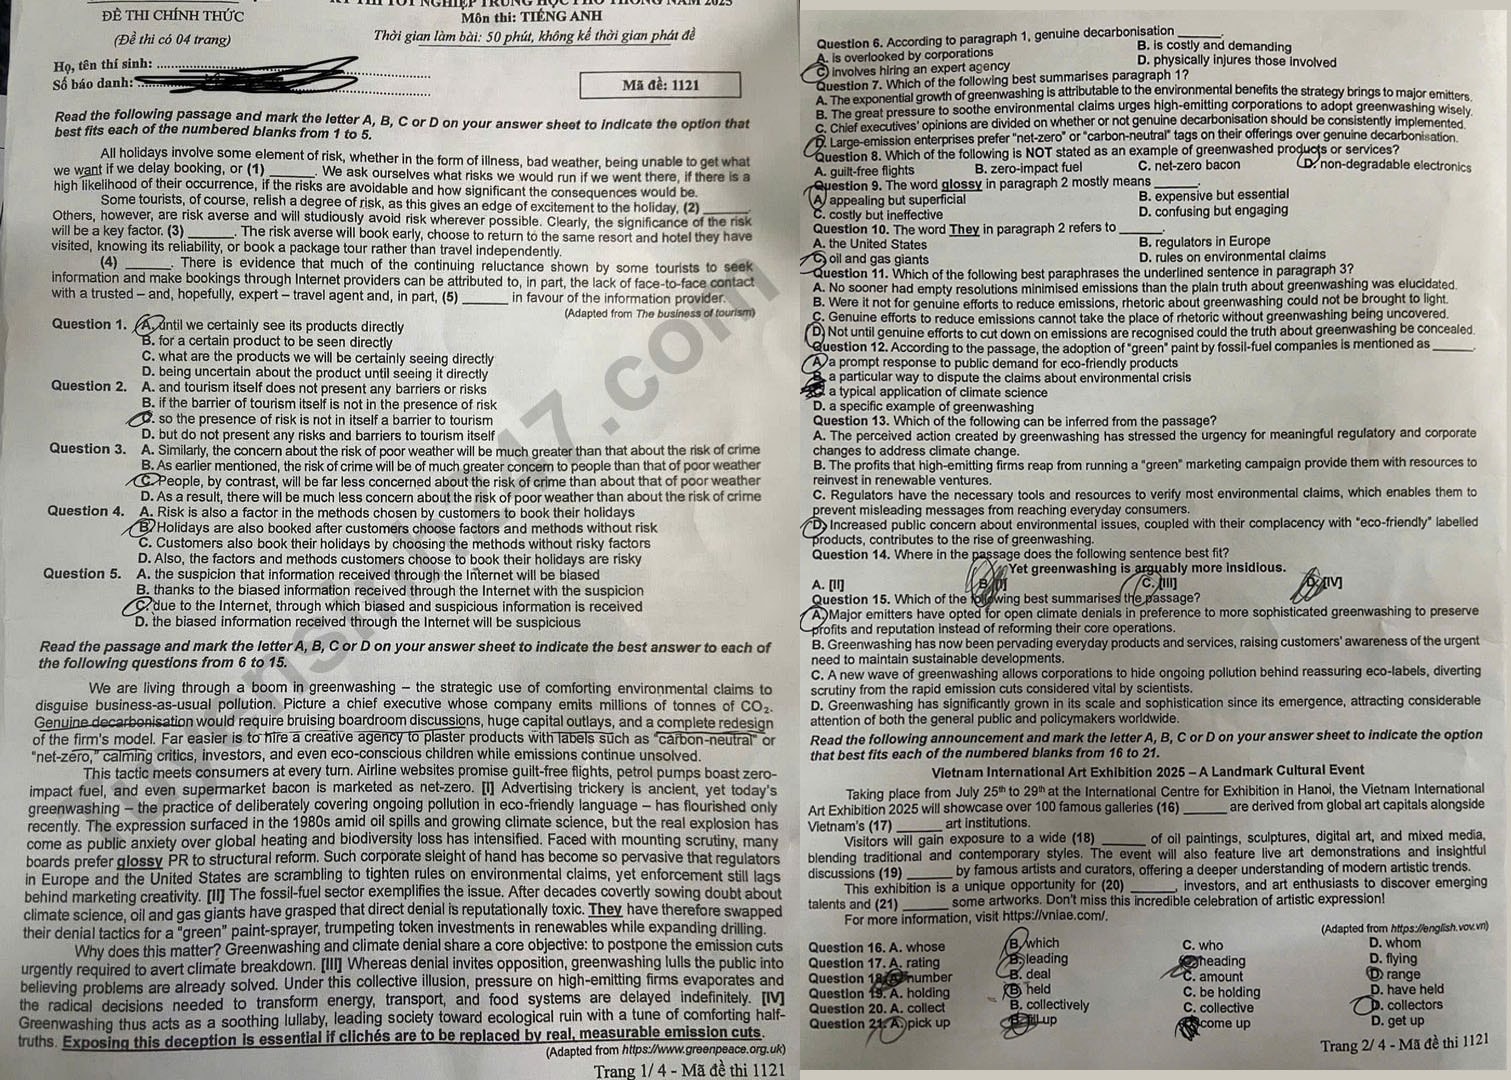 ĐỀ THI CHÍNH THỨC
(Đề thi có 04 trang)
KỲ THI TỐT NGHIỆP TRUNG HỌC PHỔ THÔNG NĂM 2025
Môn thi: TIẾNG ANH
Thời gian làm bài: 50 phút, không kể thời gian phát đề
Họ, tên thí sinh:
Số báo danh:
Mã đề: 1121
Read the following passage and mark the letter A, B, C or D on your answer sheet to indicate the option that
best fits each of the numbered blanks from 1 to 5.
All holidays involve some element of risk, whether in the form of illness, bad weather, being unable to get what
we want if we delay booking, or (1) ______. We ask ourselves what risks we would run if we went there, if there is a
high likelihood of their occurrence, if the risks are avoidable and how significant the consequences would be.
Some tourists, of course, relish a degree of risk, as this gives an edge of excitement to the holiday, (2) ______.
Others, however, are risk averse and will studiously avoid risk wherever possible. Clearly, the significance of the risk
will be a key factor. (3) ______. The risk averse will book early, choose to return to the same resort and hotel they have
visited, knowing its reliability, or book a package tour rather than travel independently.
(4) ______. There is evidence that much of the continuing reluctance shown by some tourists to seek
information and make bookings through Internet providers can be attributed to, in part, the lack of face-to-face contact
with a trusted – and, hopefully, expert – travel agent and, in part, (5) ______ in favour of the information provider.
(Adapted from The business of tourism)
Question 1. A. until we certainly see its products directly
B. for a certain product to be seen directly
C. what are the products we will be certainly seeing directly
D. being uncertain about the product until seeing it directly
Question 2. A. and tourism itself does not present any barriers or risks
B. if the barrier of tourism itself is not in the presence of risk
C. so the presence of risk is not in itself a barrier to tourism
D. but do not present any risks and barriers to tourism itself
Question 3. A. Similarly, the concern about the risk of poor weather will be much greater than that about the risk of crime
B. As earlier mentioned, the risk of crime will be of much greater concern to people than that of poor weather
C. People, by contrast, will be far less concerned about the risk of crime than about that of poor weather
D. As a result, there will be much less concern about the risk of poor weather than about the risk of crime
Question 4. A. Risk is also a factor in the methods chosen by customers to book their holidays
B. Holidays are also booked after customers choose factors and methods without risk
C. Customers also book their holidays by choosing the methods without risky factors
D. Also, the factors and methods customers choose to book their holidays are risky
Question 5. A. the suspicion that information received through the Internet will be biased
B. thanks to the biased information received through the Internet with the suspicion
C. due to the Internet, through which biased and suspicious information is received
D. the biased information received through the Internet will be suspicious
Read the passage and mark the letter A, B, C or D on your answer sheet to indicate the best answer to each of
the following questions from 6 to 15.
We are living through a boom in greenwashing – the strategic use of comforting environmental claims to
disguise business-as-usual pollution. Picture a chief executive whose company emits millions of tonnes of CO₂.
Genuine decarbonisation would require bruising boardroom discussions, huge capital outlays, and a complete redesign
of the firm's model. Far easier is to hire a creative agency to plaster products with labels such as "carbon-neutral" or
"net-zero," calming critics, investors, and even eco-conscious children while emissions continue unsolved.
This tactic meets consumers at every turn. Airline websites promise guilt-free flights, petrol pumps boast zero-
impact fuel, and even supermarket bacon is marketed as net-zero. [I] Advertising trickery is ancient, yet today's
greenwashing – the practice of deliberately covering ongoing pollution in eco-friendly language – has flourished only
recently. The expression surfaced in the 1980s amid oil spills and growing climate science, but the real explosion has
come as public anxiety over global heating and biodiversity loss has intensified. Faced with mounting scrutiny, many
boards prefer glossy PR to structural reform. Such corporate sleight of hand has become so pervasive that regulators
in Europe and the United States are scrambling to tighten rules on environmental claims, yet enforcement still lags
behind marketing creativity. [II] The fossil-fuel sector exemplifies the issue. After decades covertly sowing doubt about
climate science, oil and gas giants have grasped that direct denial is reputationally toxic. They have therefore swapped
their denial tactics for a "green" paint-sprayer, trumpeting token investments in renewables while expanding drilling.
Why does this matter? Greenwashing and climate denial share a core objective: to postpone the emission cuts
urgently required to avert climate breakdown. [III] Whereas denial invites opposition, greenwashing lulls the public into
believing problems are already solved. Under this collective illusion, pressure on high-emitting firms evaporates and
the radical decisions needed to transform energy, transport, and food systems are delayed indefinitely. [IV]
Greenwashing thus acts as a soothing lullaby, leading society toward ecological ruin with a tune of comforting half-
truths. Exposing this deception is essential if clichés are to be replaced by real, measurable emission cuts.
(Adapted from https://www.greenpeace.org.uk)
Trang 1/ 4 - Mã đề thi 1121
Question 6. According to paragraph 1, genuine decarbonisation ______.
A. is overlooked by corporations B. is costly and demanding
C. involves hiring an expert agency D. physically injures those involved
Question 7. Which of the following best summarises paragraph 1?
A. The exponential growth of greenwashing is attributable to the environmental benefits the strategy brings to major emitters.
B. The great pressure to soothe environmental claims urges high-emitting corporations to adopt greenwashing wisely.
C. Chief executives' opinions are divided on whether or not genuine decarbonisation should be consistently implemented.
D. Large-emission enterprises prefer "net-zero" or "carbon-neutral" tags on their offerings over genuine decarbonisation.
Question 8. Which of the following is NOT stated as an example of greenwashed products or services?
A. guilt-free flights B. zero-impact fuel C. net-zero bacon D. non-degradable electronics
Question 9. The word glossy in paragraph 2 mostly means ______.
A. appealing but superficial B. expensive but essential
C. costly but ineffective D. confusing but engaging
Question 10. The word They in paragraph 2 refers to ______.
A. the United States B. regulators in Europe
C. oil and gas giants D. rules on environmental claims
Question 11. Which of the following best paraphrases the underlined sentence in paragraph 3?
A. No sooner had empty resolutions minimised emissions than the plain truth about greenwashing was elucidated.
B. Were it not for genuine efforts to reduce emissions, rhetoric about greenwashing could not be brought to light.
C. Genuine efforts to reduce emissions cannot take the place of rhetoric without greenwashing being uncovered.
D. Not until genuine efforts to cut down on emissions are recognised could the truth about greenwashing be concealed.
Question 12. According to the passage, the adoption of "green" paint by fossil-fuel companies is mentioned as ______.
A. a prompt response to public demand for eco-friendly products
B. a particular way to dispute the claims about environmental crisis
C. a typical application of climate science
D. a specific example of greenwashing
Question 13. Which of the following can be inferred from the passage?
A. The perceived action created by greenwashing has stressed the urgency for meaningful regulatory and corporate
changes to address climate change.
B. The profits that high-emitting firms reap from running a "green" marketing campaign provide them with resources to
reinvest in renewable ventures.
C. Regulators have the necessary tools and resources to verify most environmental claims, which enables them to
prevent misleading messages from reaching everyday consumers.
D. Increased public concern about environmental issues, coupled with their complacency with "eco-friendly" labelled
products, contributes to the rise of greenwashing.
Question 14. Where in the passage does the following sentence best fit?
Yet greenwashing is arguably more insidious.
A. [II] B. [I] C. [III] D. [IV]
Question 15. Which of the following best summarises the passage?
A. Major emitters have opted for open climate denials in preference to more sophisticated greenwashing to preserve
profits and reputation instead of reforming their core operations.
B. Greenwashing has now been pervading everyday products and services, raising customers' awareness of the urgent
need to maintain sustainable developments.
C. A new wave of greenwashing allows corporations to hide ongoing pollution behind reassuring eco-labels, diverting
scrutiny from the rapid emission cuts considered vital by scientists.
D. Greenwashing has significantly grown in its scale and sophistication since its emergence, attracting considerable
attention of both the general public and policymakers worldwide.
Read the following announcement and mark the letter A, B, C or D on your answer sheet to indicate the option
that best fits each of the numbered blanks from 16 to 21.
Vietnam International Art Exhibition 2025 – A Landmark Cultural Event
Taking place from July 25th to 29th at the International Centre for Exhibition in Hanoi, the Vietnam International
Art Exhibition 2025 will showcase over 100 famous galleries (16) ______ are derived from global art capitals alongside
Vietnam's (17) ______ art institutions.
Visitors will gain exposure to a wide (18) ______ of oil paintings, sculptures, digital art, and mixed media,
blending traditional and contemporary styles. The event will also feature live art demonstrations and insightful
discussions (19) ______ by famous artists and curators, offering a deeper understanding of modern artistic trends.
This exhibition is a unique opportunity for (20) ______, investors, and art enthusiasts to discover emerging
talents and (21) ______ some artworks. Don't miss this incredible celebration of artistic expression!
For more information, visit https://vniae.com/.
(Adapted from https://english.vov.vn)
Question 16. A. whose B. which C. who D. whom
Question 17. A. rating B. leading C. heading D. flying
Question 18. A. number B. deal C. amount D. range
Question 19. A. holding B. held C. be holding D. have held
Question 20. A. collect B. collectively C. collective D. collectors
Question 21. A. pick up B. fill up C. come up D. get up
Trang 2/ 4 - Mã đề thi 1121
tuyensinh247.com